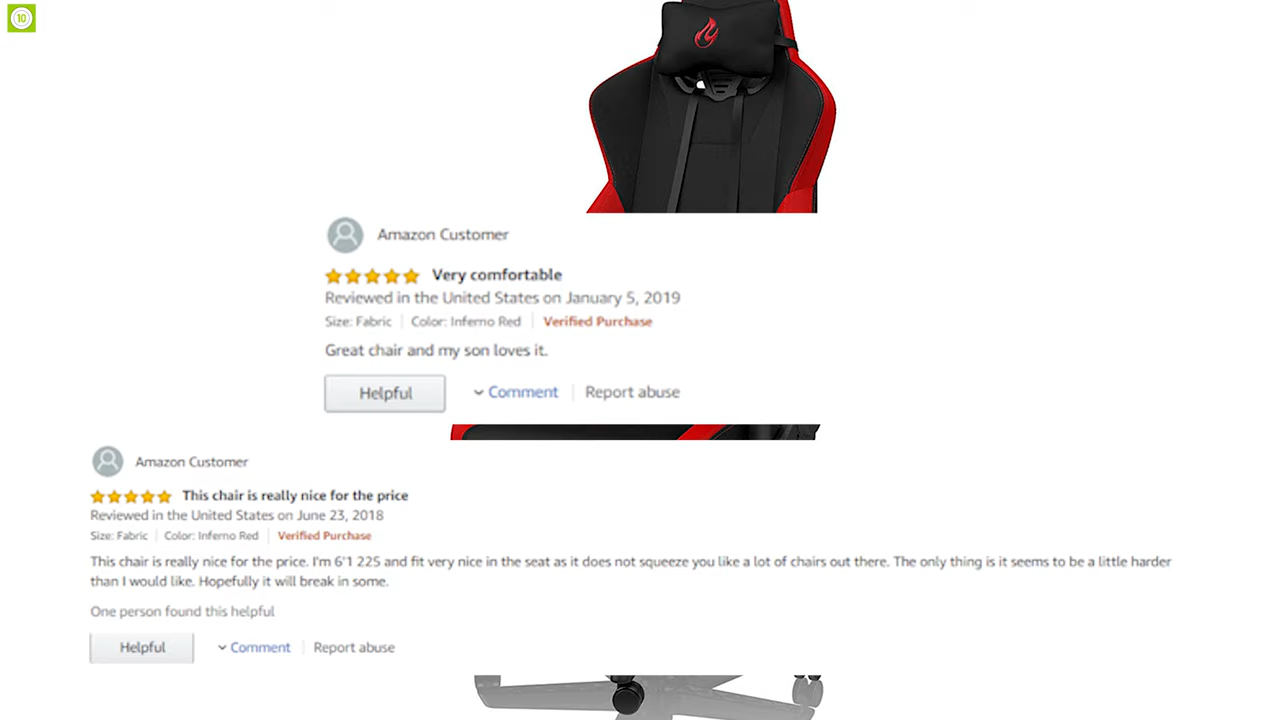 10
Amazon Customer
Very comfortable
Reviewed in the United States on January 5, 2019
Size: Fabric | Color: Inferno Red | Verified Purchase
Great chair and my son loves it.
Helpful Comment | Report abuse
Amazon Customer
This chair is really nice for the price
Reviewed in the United States on June 23, 2018
Size: Fabric | Color: Inferno Red | Verified Purchase
This chair is really nice for the price. I'm 6'1 225 and fit very nice in the seat as it does not squeeze you like a lot of chairs out there. The only thing is it seems to be a little harder
than I would like. Hopefully it will break in some.
One person found this helpful
Helpful Comment | Report abuse